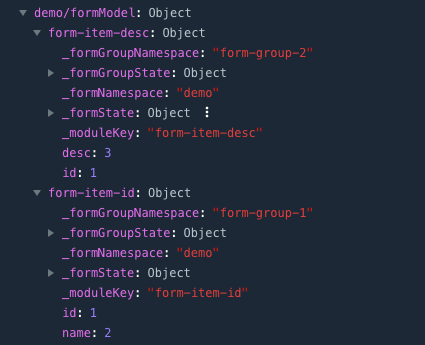 demo/formModel: Object
form-item-desc: Object
_formGroupNamespace: "form-group-2"
_formGroupState: Object
_formNamespace: "demo"
_formState: Object
_moduleKey: "form-item-desc"
desc: 3
id: 1
form-item-id: Object
_formGroupNamespace: "form-group-1"
_formGroupState: Object
_formNamespace: "demo"
_formState: Object
_moduleKey: "form-item-id"
id: 1
name: 2